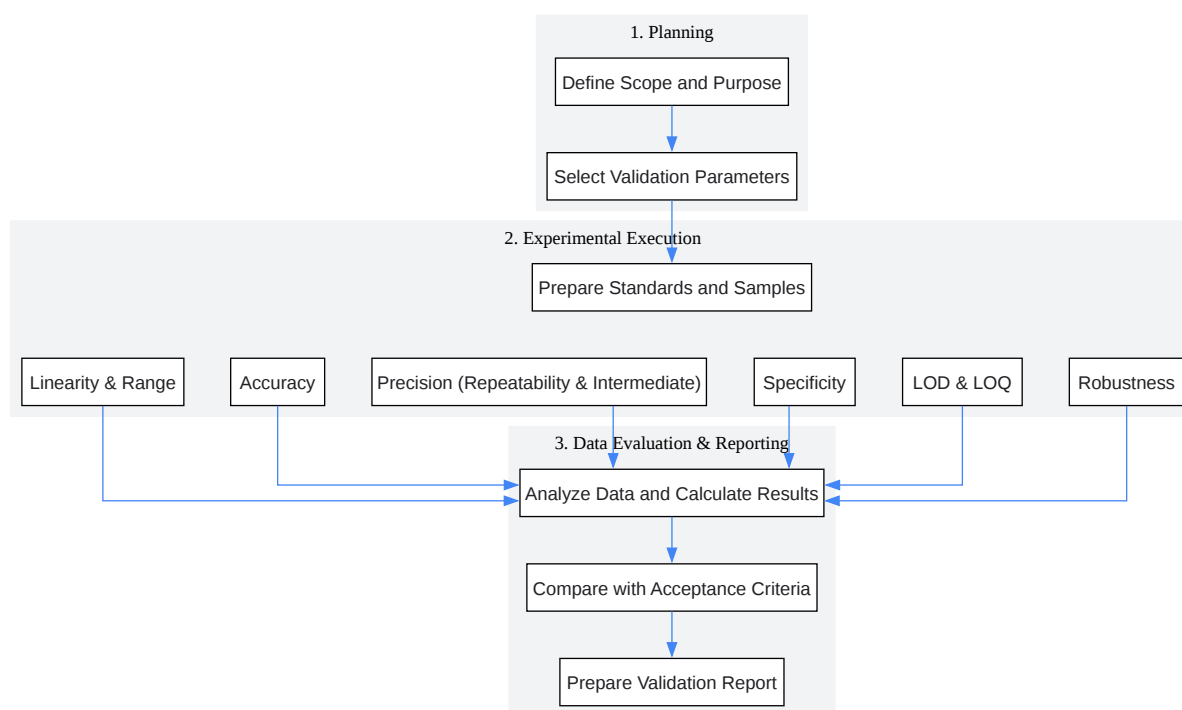 1. Planning
Define Scope and Purpose
Select Validation Parameters
2. Experimental Execution
Prepare Standards and Samples
Linearity & Range
Accuracy
Precision (Repeatability & Intermediate)
Specificity
LOD & LOQ
Robustness
3. Data Evaluation & Reporting
Analyze Data and Calculate Results
Compare with Acceptance Criteria
Prepare Validation Report